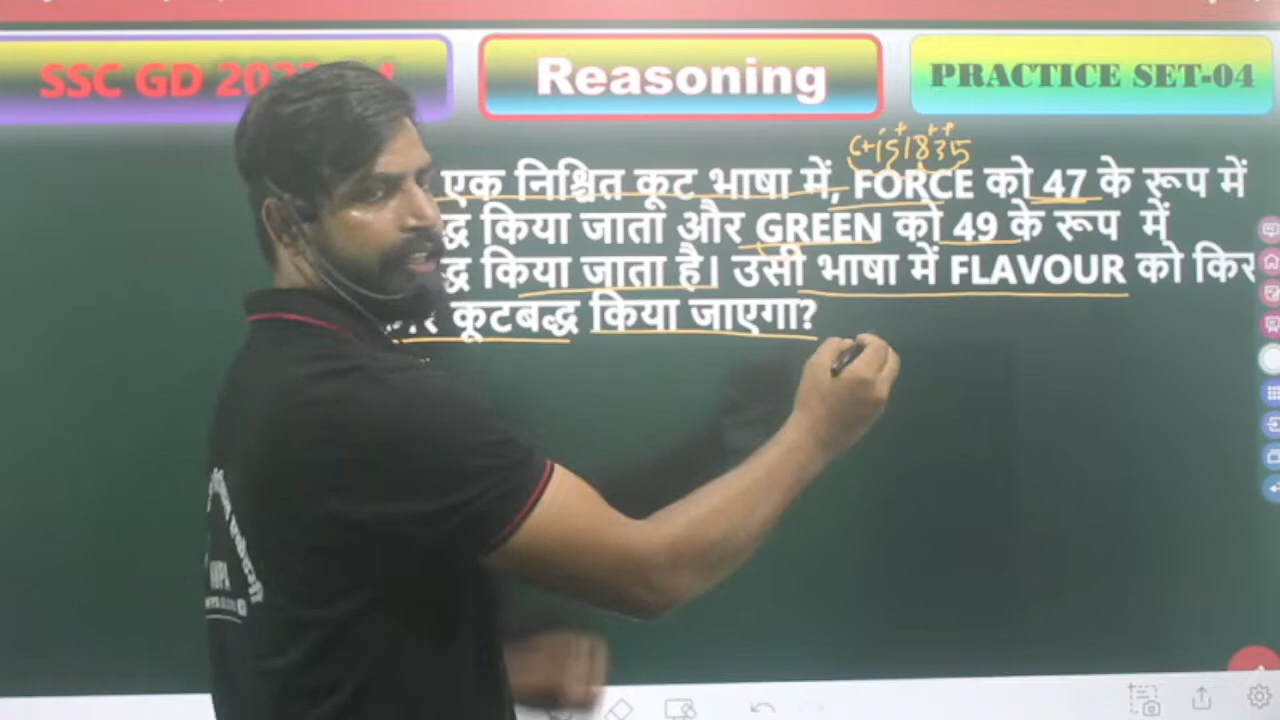 SSC GD
Reasoning
PRACTICE SET-04
6+15+18+3+5
एक निश्चित कूट भाषा में, FORCE को 47 के रूप में
किया जाता और GREEN को 49 के रूप में
किया जाता है। उसी भाषा में FLAVOUR को
कूटबद्ध किया जाएगा?